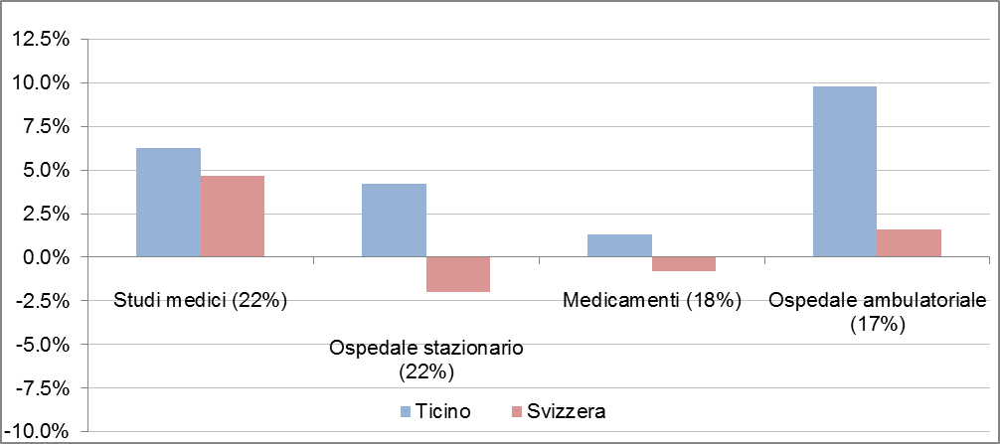 12.5%
10.0%
7.5%
5.0%
2.5%
0.0%
-2.5%
-5.0%
-7.5%
-10.0%
Studi medici (22%)
Ospedale stazionario
(22%)
Medicamenti (18%)
Ospedale ambulatoriale
(17%)
Ticino
Svizzera